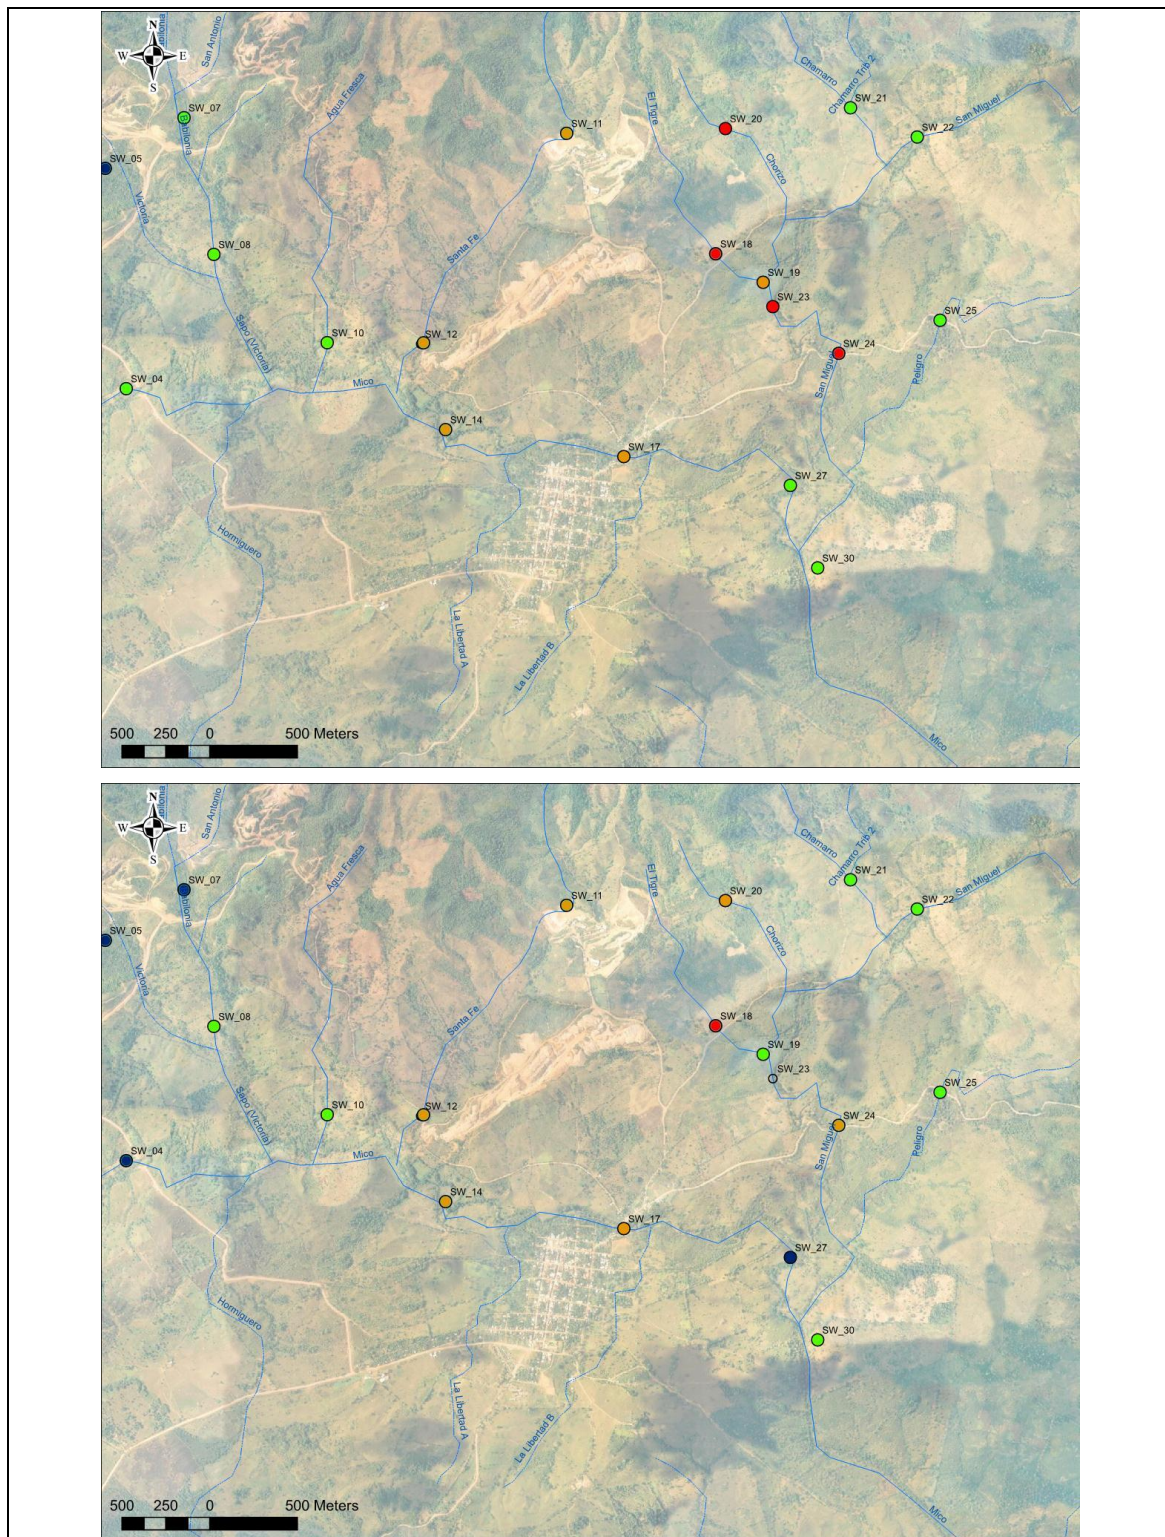 N
San Antonio
W E
S
SW_07
Babilonia
Agua Fresca
SW_11
El Tigre
SW_20
Chamarro
Chamarro Trib 2
SW_21
SW_22
San Miguel
SW_05
Victoria
Chorizo
SW_08
Santa Fe
SW_18
SW_19
SW_23
SW_25
Sapo (Victoria)
SW_10
SW_12
SW_24
San Miguel
Peligro
SW_04
Mico
SW_14
SW_17
SW_27
Hormiguero
SW_30
La Libertad A
La Libertad B
Mico
500 250 0 500 Meters
N
San Antonio
W E
S
SW_07
Agua Fresca
SW_11
El Tigre
SW_20
Chamarro
Chamarro Trib 2
SW_21
SW_22
San Miguel
SW_05
Victoria
Chorizo
SW_08
Santa Fe
SW_18
SW_19
SW_23
SW_25
Sapo (Victoria)
SW_10
SW_12
SW_24
San Miguel
Peligro
SW_04
Mico
SW_14
SW_17
SW_27
Hormiguero
SW_30
La Libertad A
La Libertad B
Mico
500 250 0 500 Meters